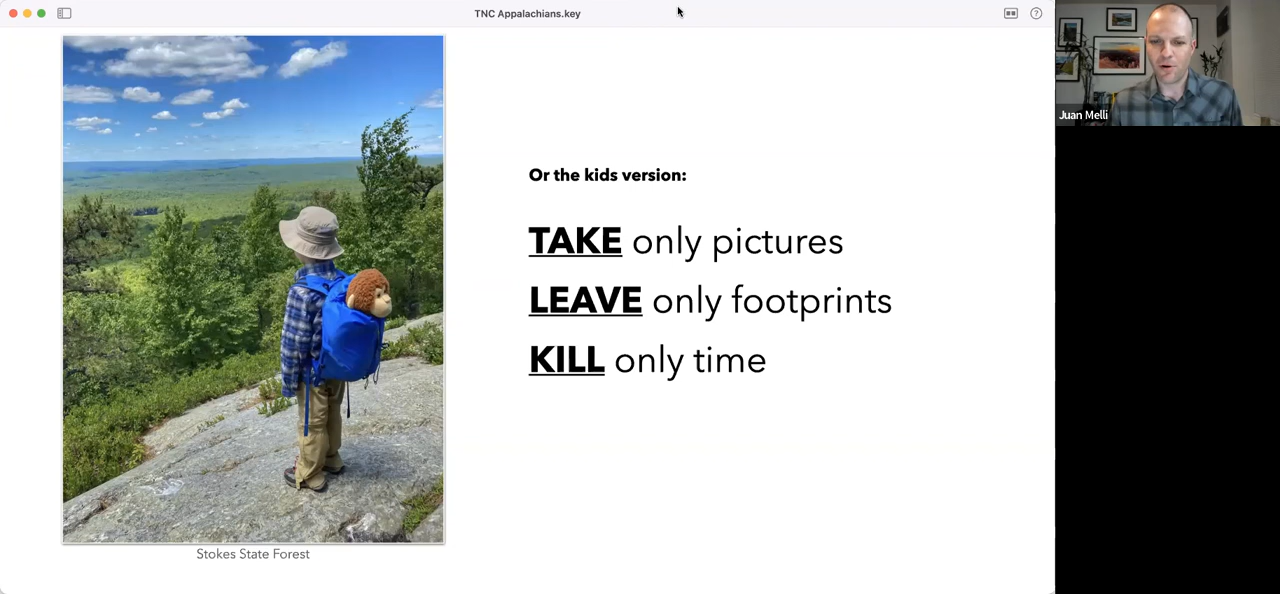 TNC Appalachians.key
Juan Melli
Or the kids version:
TAKE only pictures
LEAVE only footprints
KILL only time
Stokes State Forest